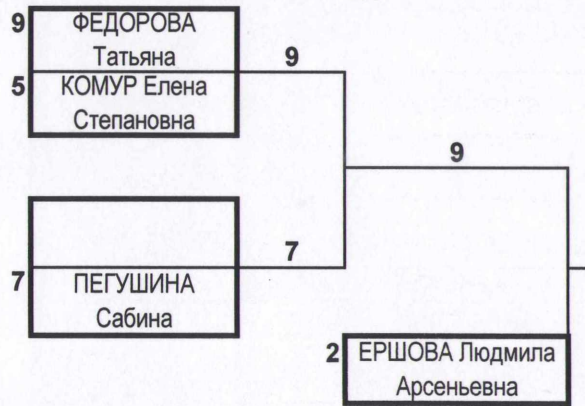 9 ФЕДОРОВА
Татьяна
9
5 КОМУР Елена
Степановна
9
7
7 ПЕГУШИНА
Сабина
2 ЕРШОВА Людмила
Арсеньевна